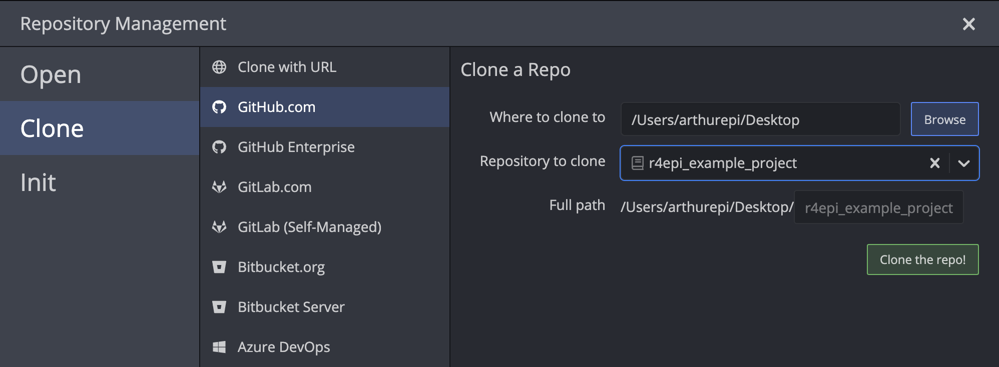 Repository Management
Open
Clone
Init
Clone with URL
GitHub.com
GitHub Enterprise
GitLab.com
GitLab (Self-Managed)
Bitbucket.org
Bitbucket Server
Azure DevOps
Clone a Repo
Where to clone to /Users/arthurepi/Desktop Browse
Repository to clone r4epi_example_project
Full path /Users/arthurepi/Desktop/ r4epi_example_project
Clone the repo!